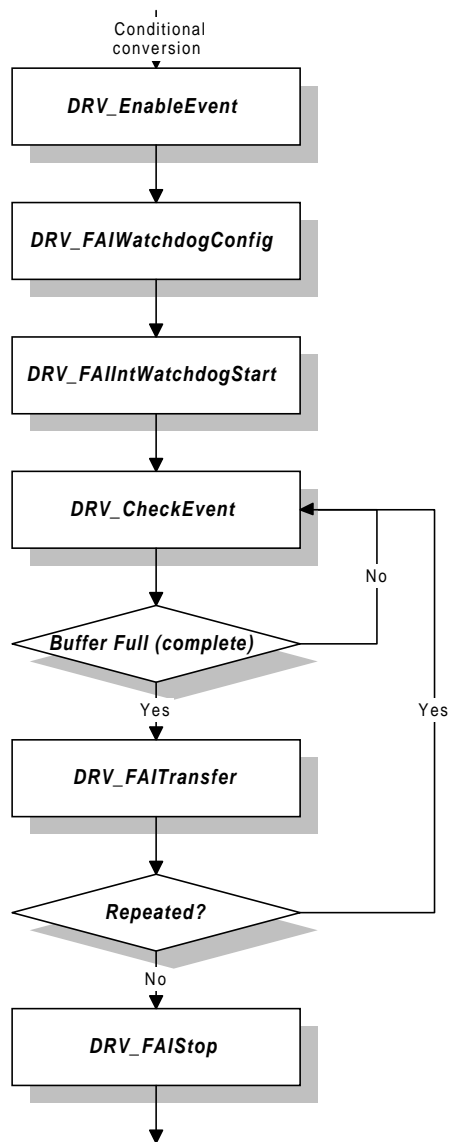 Conditional
conversion
DRV_EnableEvent
DRV_FAIWatchdogConfig
DRV_FAIIntWatchdogStart
DRV_CheckEvent
No
Buffer Full (complete)
Yes
Yes
DRV_FAITransfer
Repeated?
No
DRV_FAIStop